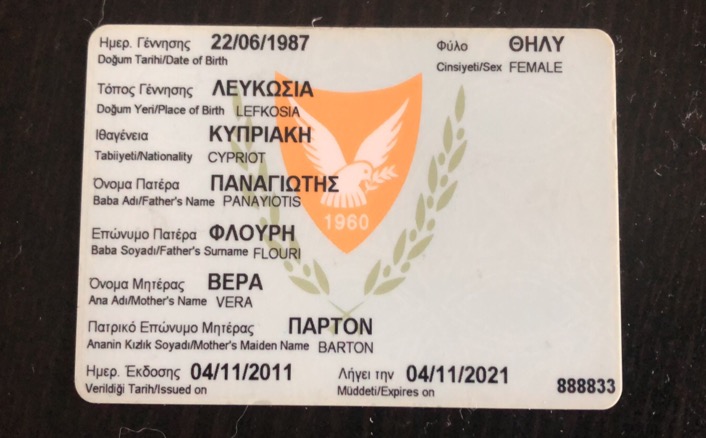 Ημερ. Γέννησης 22/06/1987 Φύλο ΘΗΛΥ
Doğum Tarihi/Date of Birth Cinsiyeti/Sex FEMALE
Τόπος Γέννησης ΛΕΥΚΩΣΙΑ
Doğum Yeri/Place of Birth LEFKOSIA
Ιθαγένεια ΚΥΠΡΙΑΚΗ
Tabiiyeti/Nationality CYPRIOT
Όνομα Πατέρα ΠΑΝΑΓΙΩΤΗΣ
Baba Adı/Father's Name PANAYIOTIS
1960
Επώνυμο Πατέρα ΦΛΟΥΡΗ
Baba Soyadı/Father's Surname FLOURI
Όνομα Μητέρας ΒΕΡΑ
Ana Adı/Mother's Name VERA
Πατρικό Επώνυμο Μητέρας ΠΑΡΤΟΝ
Ananin Kızlık Soyadı/Mother's Maiden Name BARTON
Ημερ. Έκδοσης 04/11/2011 Λήγει την 04/11/2021
Verildiği Tarih/Issued on Müddeti/Expires on 888833